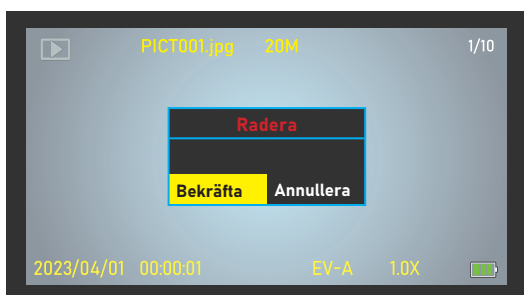 PICT001.jpg 20M 1/10
Radera
Bekräfta Annullera
2023/04/01 00:00:01 EV-A 1.0X